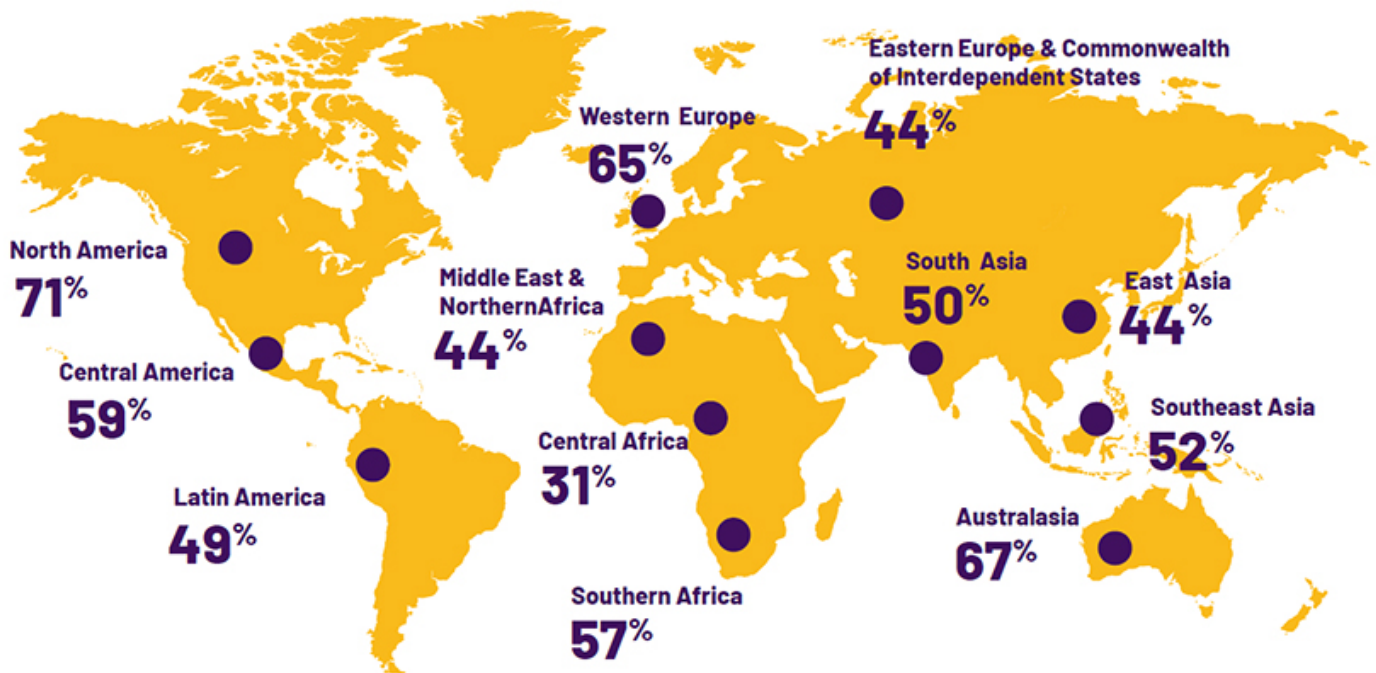 Eastern Europe & Commonwealth
of Interdependent States
44%
Western Europe
65%
North America
71%
Middle East &
NorthernAfrica
44%
South Asia
50%
East Asia
44%
Central America
59%
Southeast Asia
52%
Central Africa
31%
Latin America
49%
Australasia
67%
Southern Africa
57%